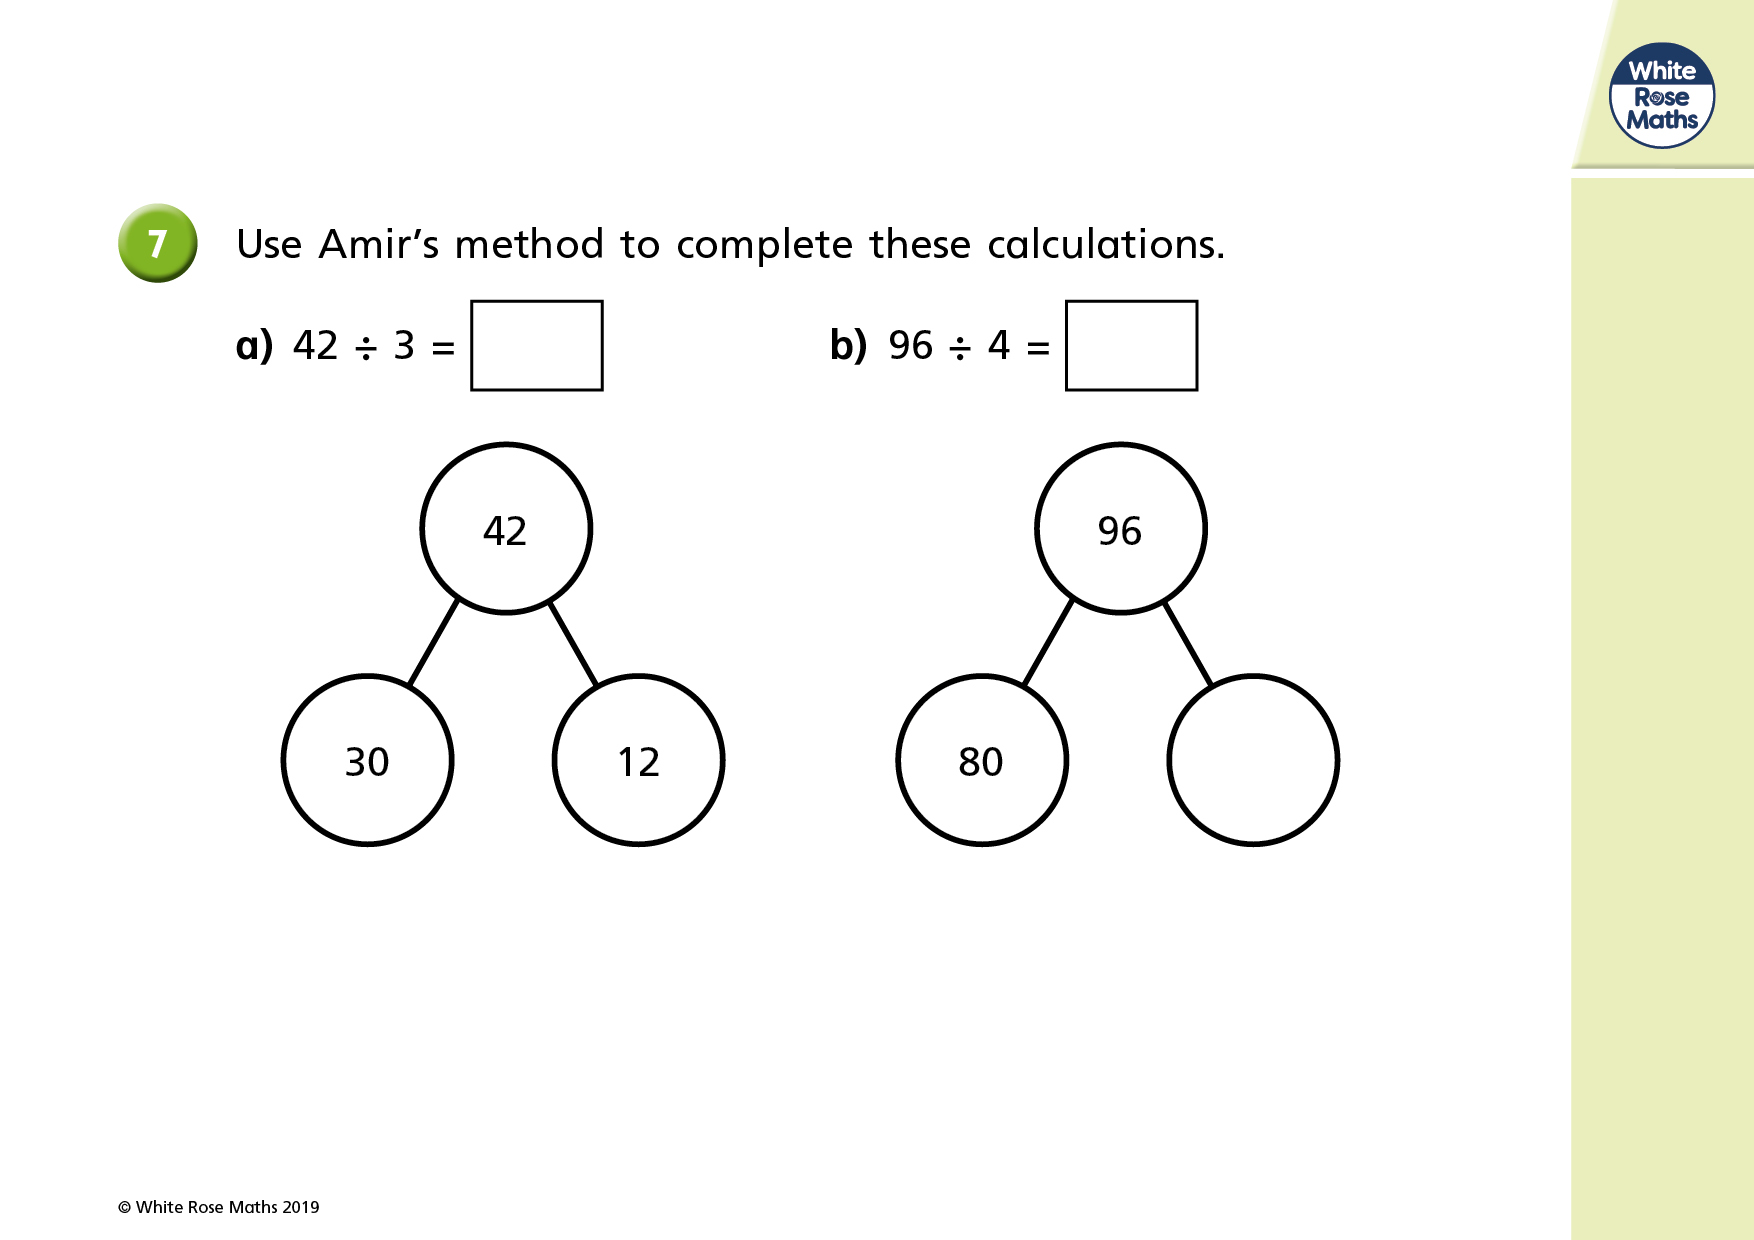 White
Rose
Maths
7 Use Amir’s method to complete these calculations.
a) 42 ÷ 3 =
b) 96 ÷ 4 =
42
96
30
12
80
© White Rose Maths 2019